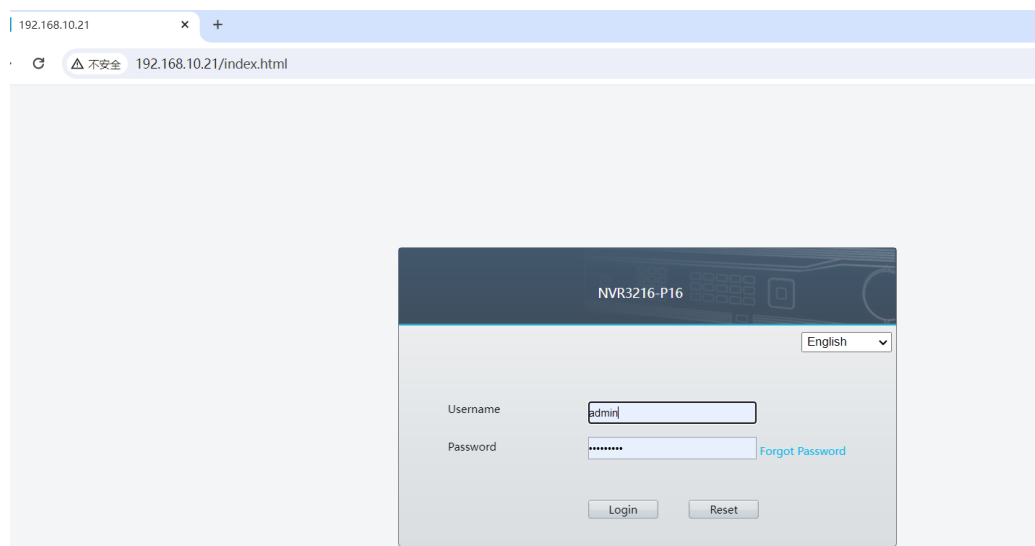 192.168.10.21
不安全 192.168.10.21/index.html
NVR3216-P16
English
Username admin
Password •••••••••
Forgot Password
Login Reset